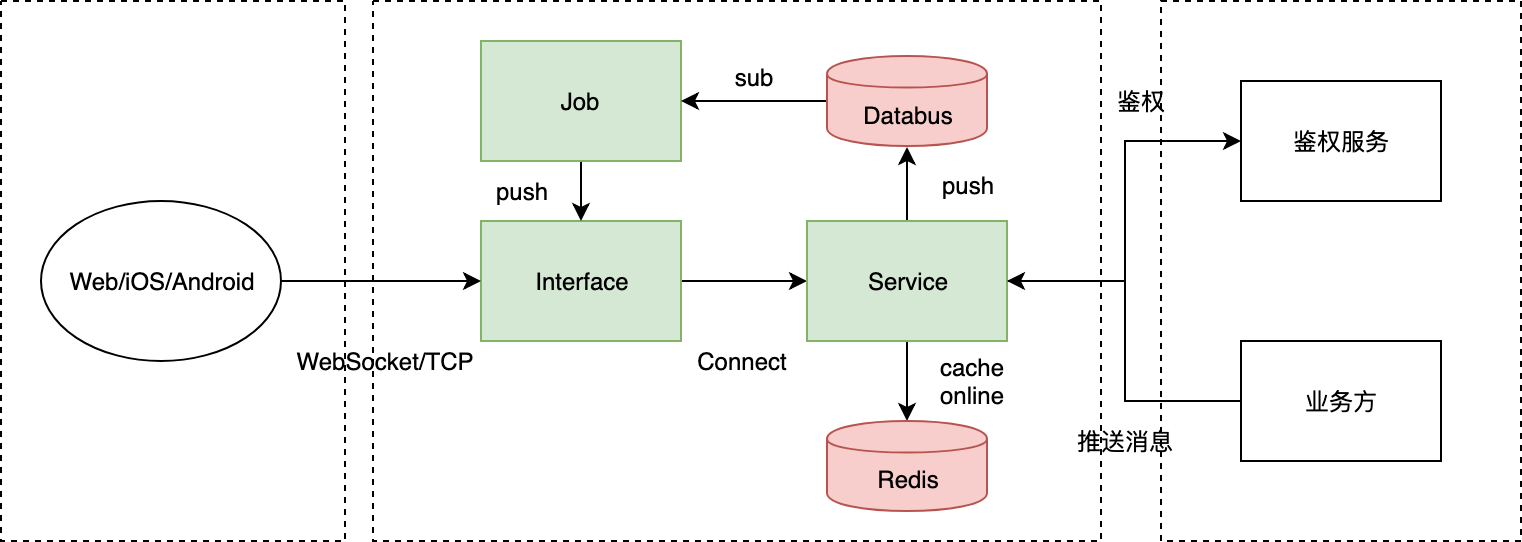 Job
sub
Databus
鉴权
鉴权服务
push
push
Web/iOS/Android
Interface
Service
WebSocket/TCP
Connect
cache
online
业务方
推送消息
Redis